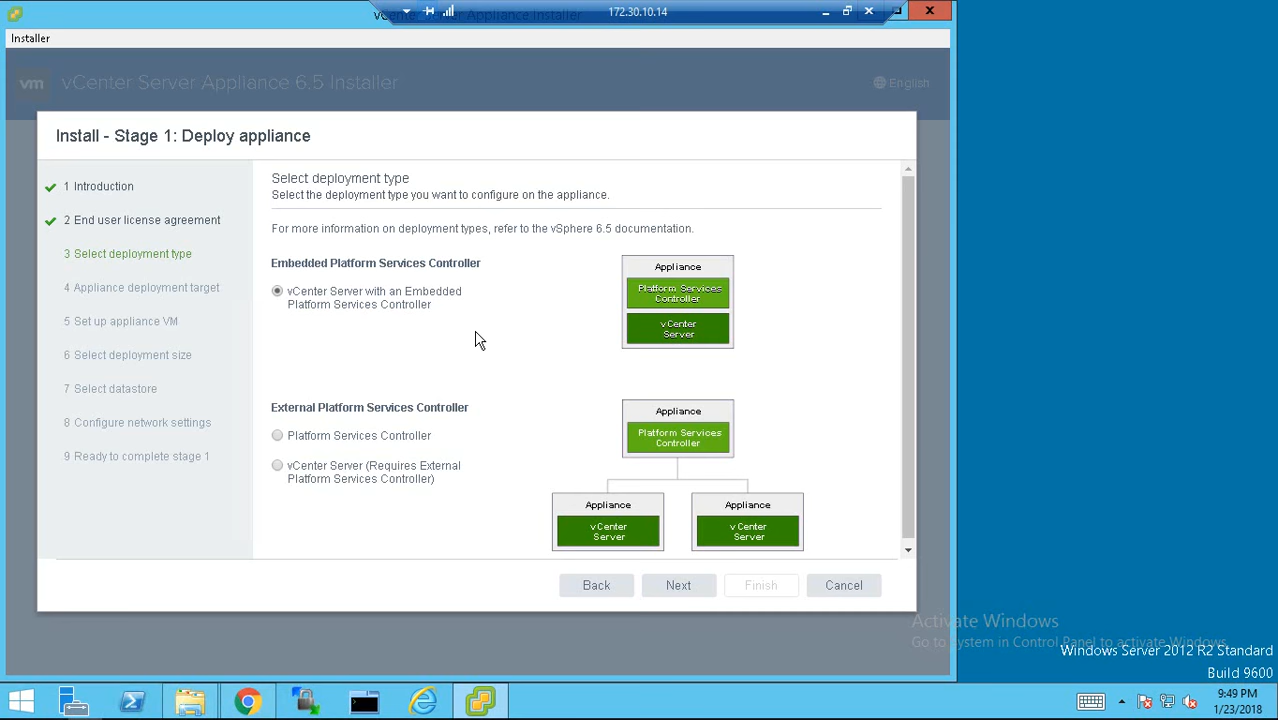 vCenter Server Appliance Installer
172.30.10.14
Installer
vm vCenter Server Appliance 6.5 Installer
English
Install - Stage 1: Deploy appliance
1 Introduction
2 End user license agreement
3 Select deployment type
4 Appliance deployment target
5 Set up appliance VM
6 Select deployment size
7 Select datastore
8 Configure network settings
9 Ready to complete stage 1
Select deployment type
Select the deployment type you want to configure on the appliance.
For more information on deployment types, refer to the vSphere 6.5 documentation.
Embedded Platform Services Controller
vCenter Server with an Embedded
Platform Services Controller
Appliance
Platform Services
Controller
vCenter
Server
External Platform Services Controller
Platform Services Controller
vCenter Server (Requires External
Platform Services Controller)
Appliance
Platform Services
Controller
Appliance
vCenter
Server
Appliance
vCenter
Server
Back
Next
Finish
Cancel
Activate Windows
Go to System in Control Panel to activate Windows.
Windows Server 2012 R2 Standard
Build 9600
9:49 PM
1/23/2018